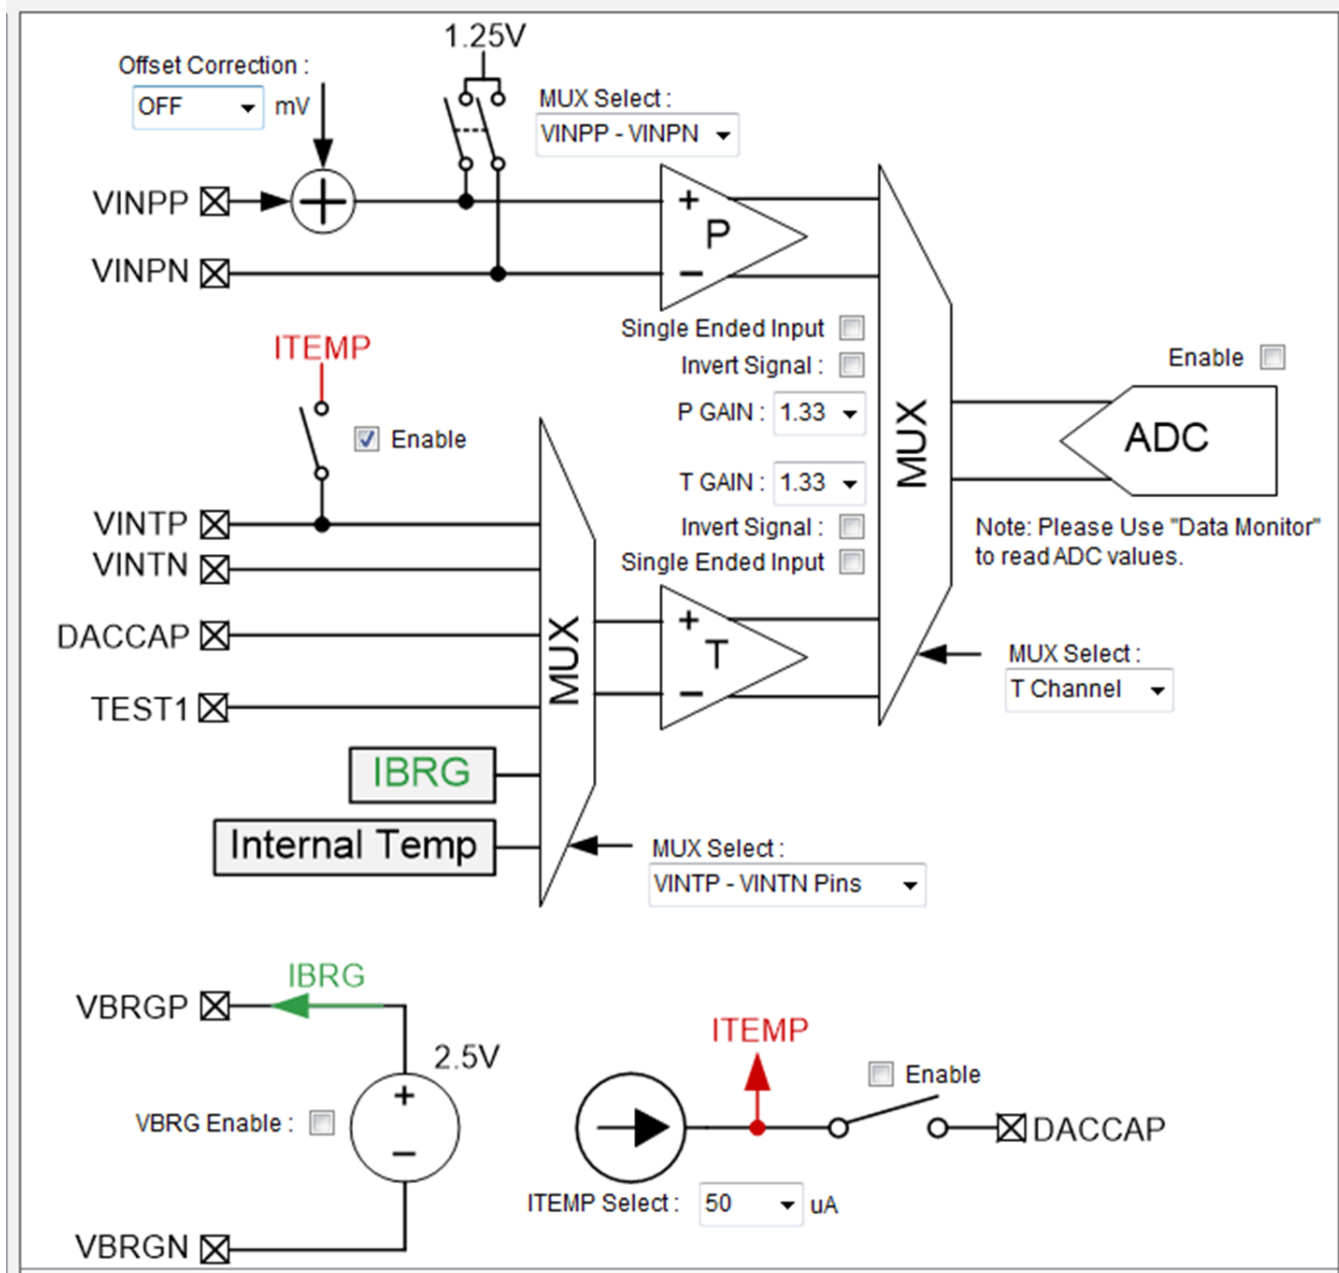 1.25V
Offset Correction :
OFF mV
MUX Select :
VINPP - VINPN
VINPP
+
P
VINPN
−
Single Ended Input
ITEMP
Invert Signal :
Enable
P GAIN : 1.33
Enable
MUX
ADC
T GAIN : 1.33
VINTP
Invert Signal :
Note: Please Use "Data Monitor"
to read ADC values.
VINTN
Single Ended Input
DACCAP
+
T
−
MUX
MUX Select :
T Channel
TEST1
IBRG
Internal Temp
MUX Select :
VINTP - VINTN Pins
IBRG
VBRGP
2.5V
+
−
VBRG Enable :
ITEMP
Enable
DACCAP
ITEMP Select : 50 uA
VBRGN